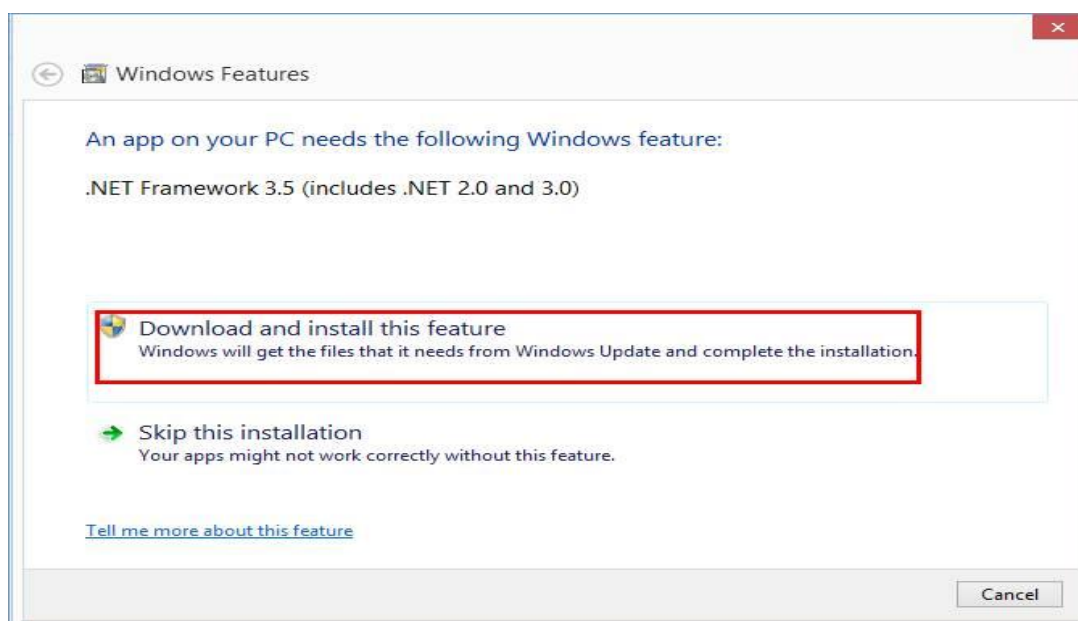 Windows Features
An app on your PC needs the following Windows feature:
.NET Framework 3.5 (includes .NET 2.0 and 3.0)
Download and install this feature
Windows will get the files that it needs from Windows Update and complete the installation.
Skip this installation
Your apps might not work correctly without this feature.
Tell me more about this feature
Cancel